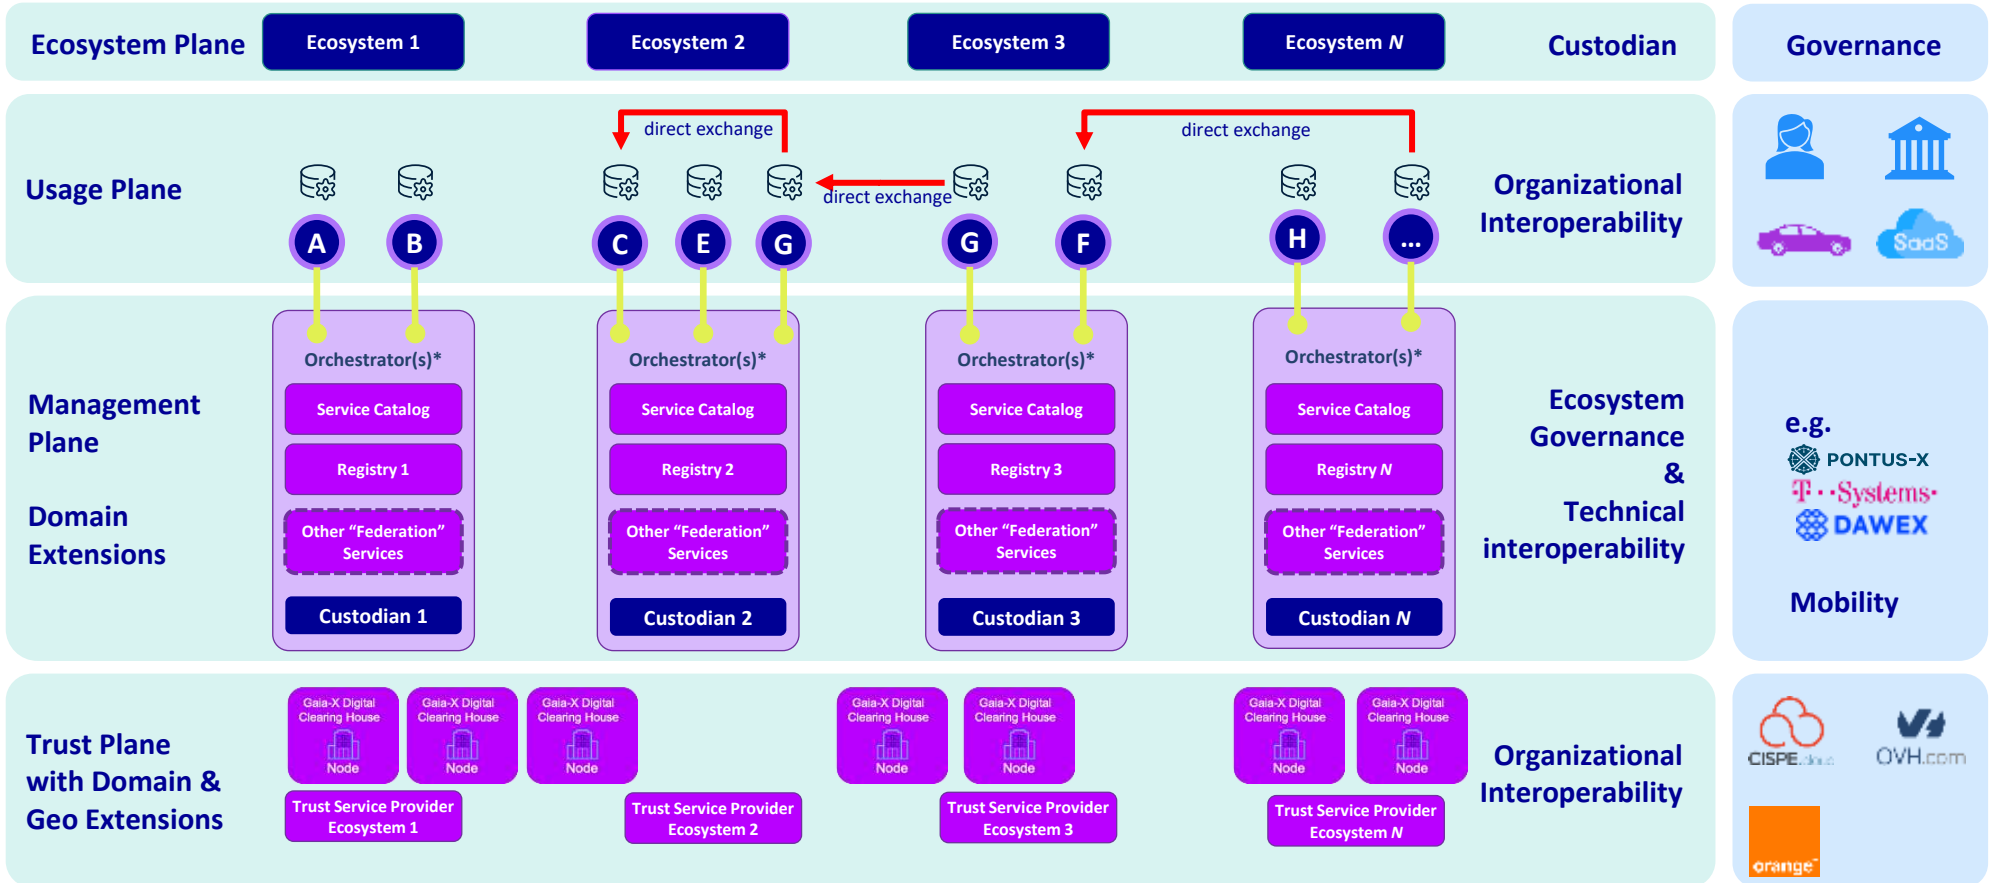 Ecosystem Plane
Ecosystem 1
Ecosystem 2
Ecosystem 3
Ecosystem N
Custodian
Governance
direct exchange
direct exchange
direct exchange
Usage Plane
Organizational
Interoperability
A
B
C
E
G
G
F
H
...
SaaS
Management
Plane
Domain
Extensions
Orchestrator(s)*
Service Catalog
Registry 1
Other “Federation”
Services
Custodian 1
Orchestrator(s)*
Service Catalog
Registry 2
Other “Federation”
Services
Custodian 2
Orchestrator(s)*
Service Catalog
Registry 3
Other “Federation”
Services
Custodian 3
Orchestrator(s)*
Service Catalog
Registry N
Other “Federation”
Services
Custodian N
Ecosystem
Governance
&
Technical
interoperability
e.g.
PONTUS-X
T··Systems·
DAWEX
Mobility
Trust Plane
with Domain &
Geo Extensions
Gaia-X Digital
Clearing House
Node
Gaia-X Digital
Clearing House
Node
Gaia-X Digital
Clearing House
Node
Gaia-X Digital
Clearing House
Node
Gaia-X Digital
Clearing House
Node
Gaia-X Digital
Clearing House
Node
Gaia-X Digital
Clearing House
Node
Trust Service Provider
Ecosystem 1
Trust Service Provider
Ecosystem 2
Trust Service Provider
Ecosystem 3
Trust Service Provider
Ecosystem N
Organizational
Interoperability
CISPE.cloud
OVH.com
orange™